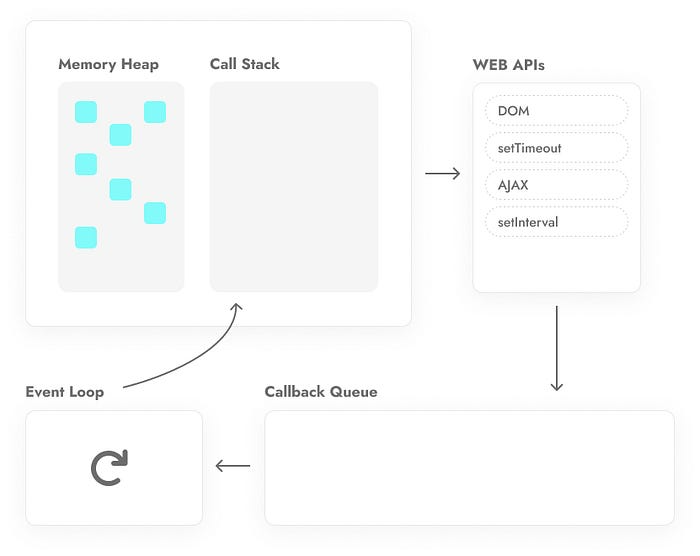 Memory Heap
Call Stack
WEB APIs
DOM
setTimeout
AJAX
setInterval
Event Loop
Callback Queue